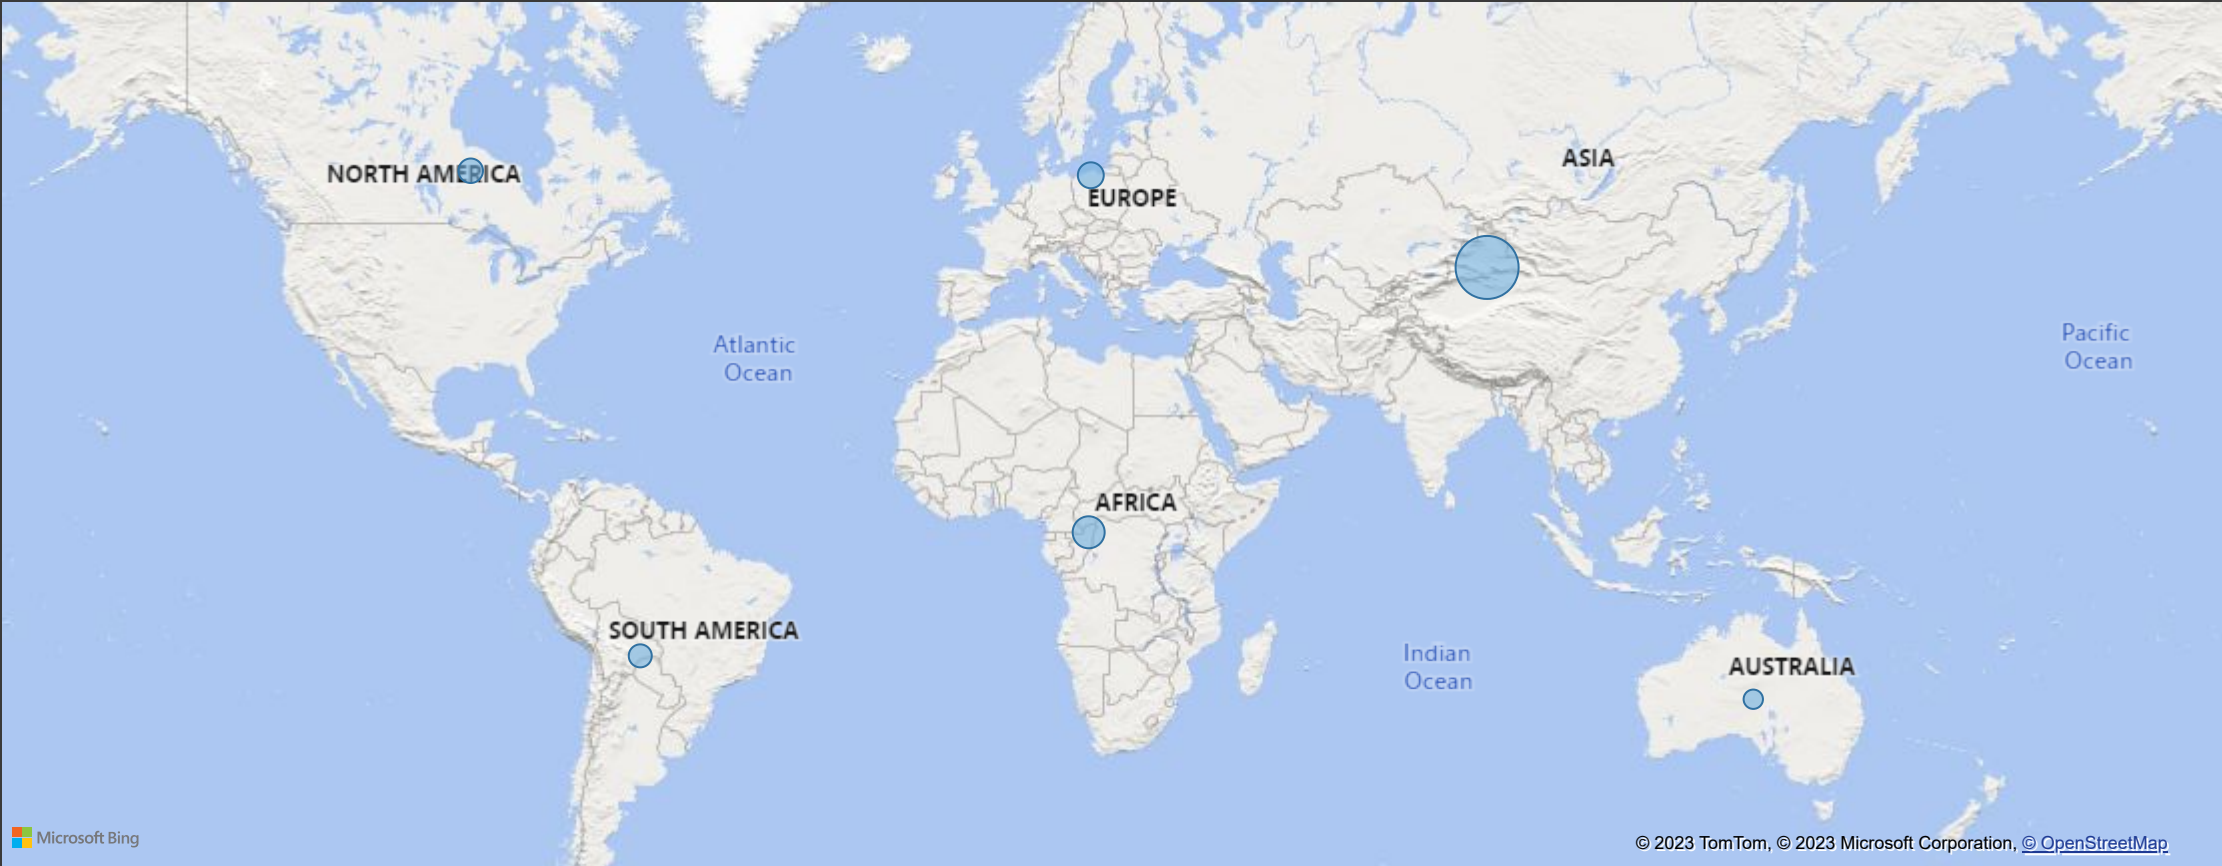 ASIA
NORTH AMERICA
EUROPE
Atlantic
Ocean
Pacific
Ocean
AFRICA
SOUTH AMERICA
Indian
Ocean
AUSTRALIA
Microsoft Bing
© 2023 TomTom, © 2023 Microsoft Corporation, © OpenStreetMap